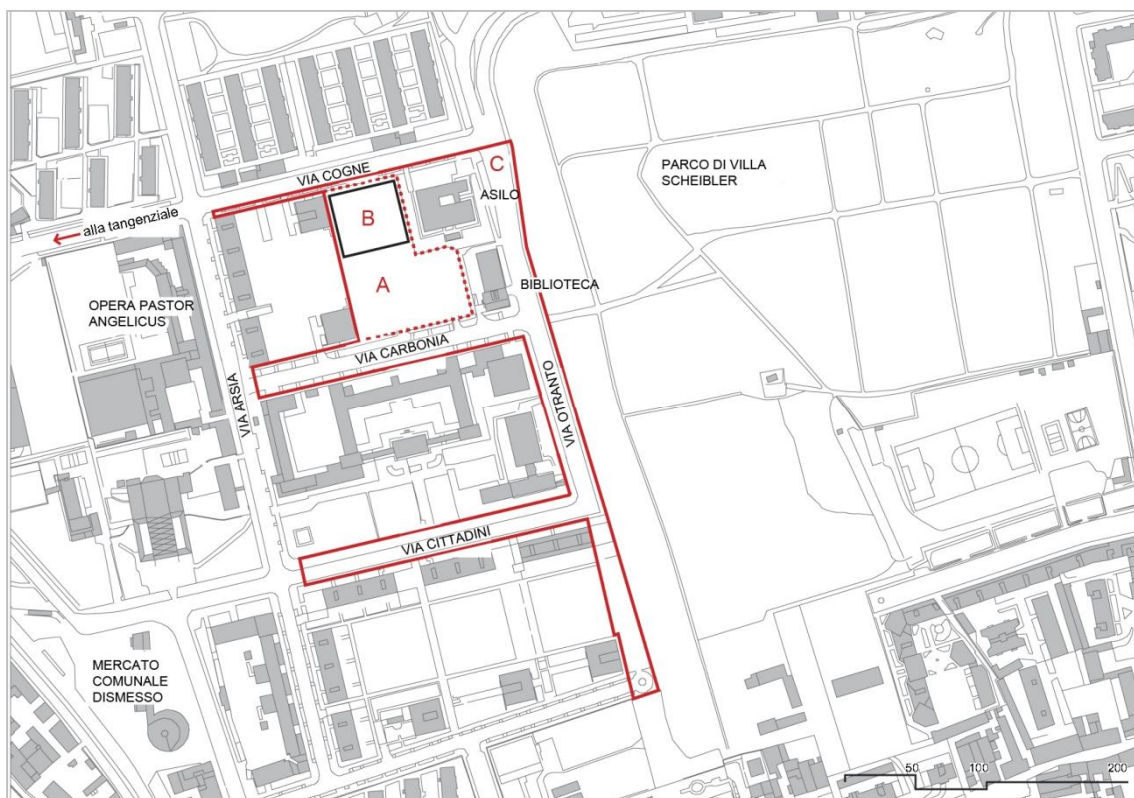 C
VIA COGNE
PARCO DI VILLA
SCHEIBLER
ASILO
B
alla tangenziale
A
BIBLIOTECA
OPERA PASTOR
ANGELICUS
VIA CARBONIA
VIA ARSIA
VIA OTRANTO
VIA CITTADINI
MERCATO
COMUNALE
DISMESSO
50 100 200